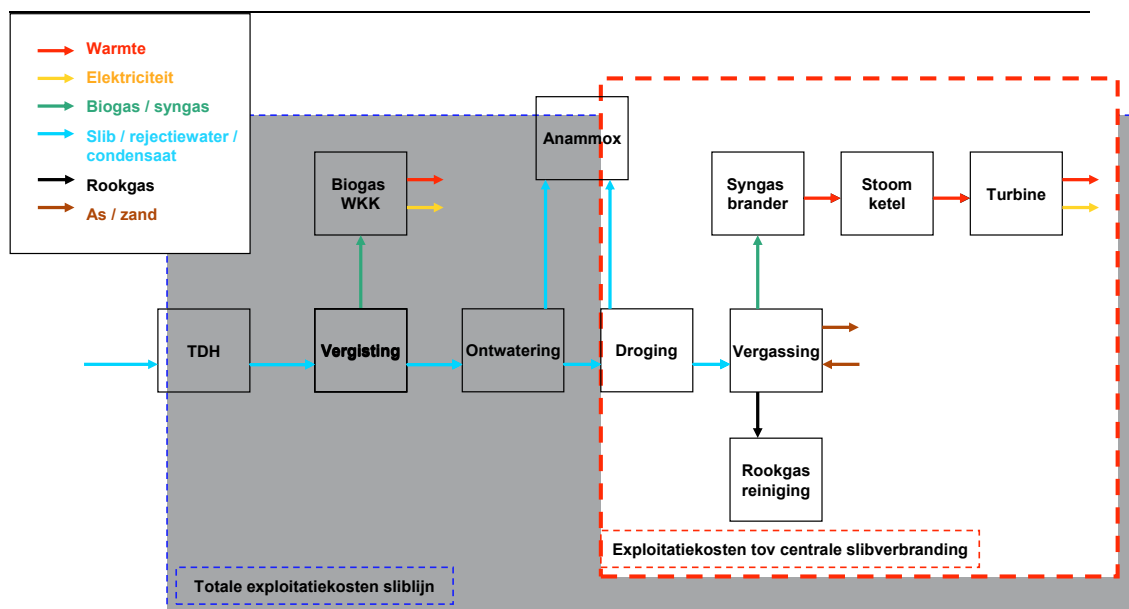 Warmte
Elektriciteit
Biogas / syngas
Slib / rejectiewater /
condensaat
Rookgas
As / zand
Anammox
Biogas
WKK
Syngas
brander
Stoom
ketel
Turbine
TDH
Vergisting
Ontwatering
Droging
Vergassing
Rookgas
reiniging
Exploitatiekosten tov centrale slibverbranding
Totale exploitatiekosten sliblijn